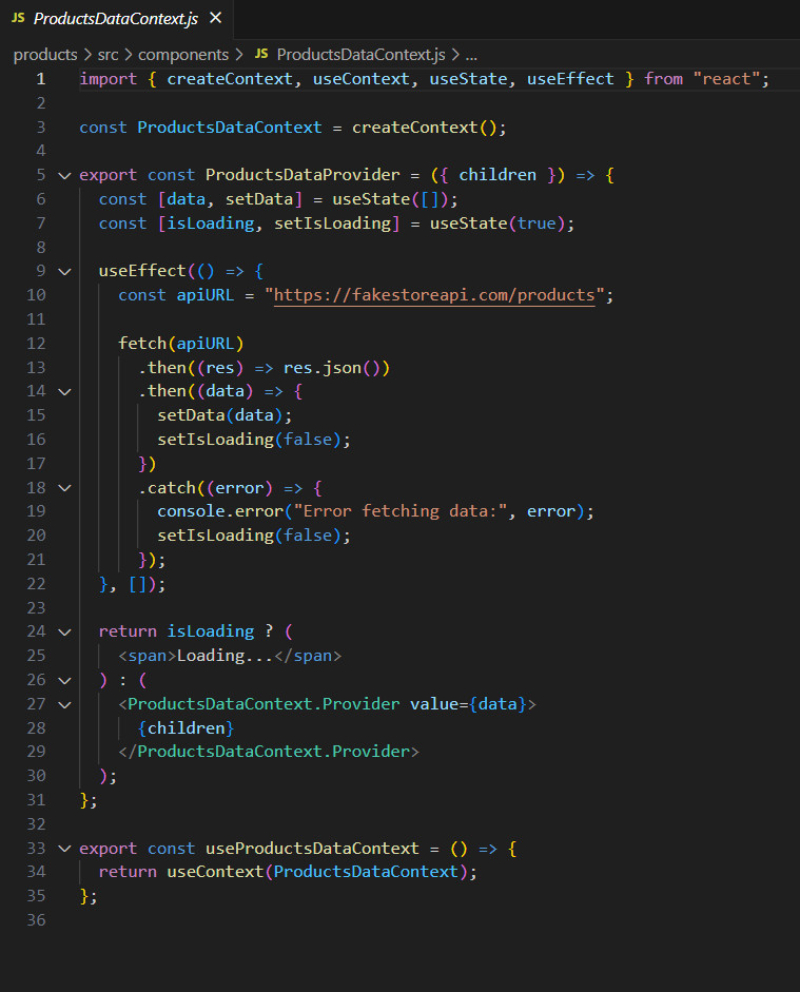 JS ProductsDataContext.js ×
products > src > components > JS ProductsDataContext.js > ...
1 import { createContext, useContext, useState, useEffect } from "react";
2
3 const ProductsDataContext = createContext();
4
5 export const ProductsDataProvider = ({ children }) => {
6   const [data, setData] = useState([]);
7   const [isLoading, setIsLoading] = useState(true);
8
9   useEffect(() => {
10     const apiURL = "https://fakestoreapi.com/products";
11
12     fetch(apiURL)
13       .then((res) => res.json())
14       .then((data) => {
15         setData(data);
16         setIsLoading(false);
17       })
18       .catch((error) => {
19         console.error("Error fetching data:", error);
20         setIsLoading(false);
21       });
22   }, []);
23
24   return isLoading ? (
25     <span>Loading...</span>
26   ) : (
27     <ProductsDataContext.Provider value={data}>
28       {children}
29     </ProductsDataContext.Provider>
30   );
31 };
32
33 export const useProductsDataContext = () => {
34   return useContext(ProductsDataContext);
35 };
36